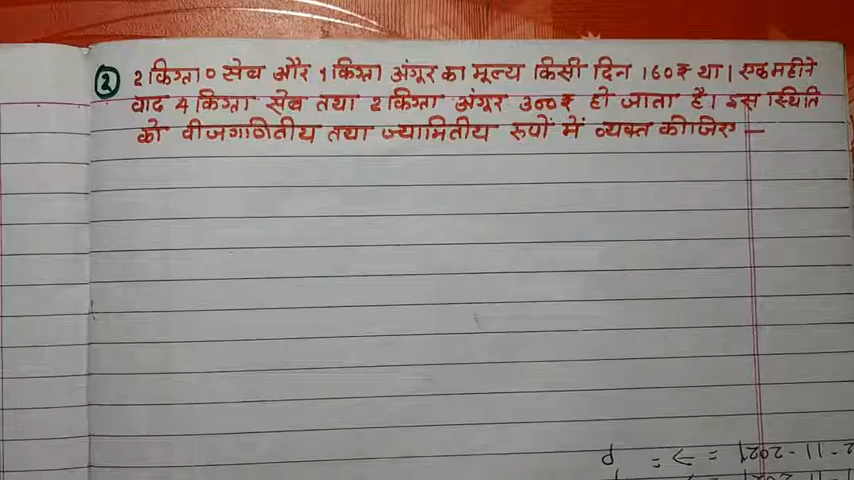 ② 2 किग्रा० सेब और 1 किग्रा अंगूर का मूल्य किसी दिन 160₹ था। एक महीने
बाद 4 किग्रा सेब तथा 2 किग्रा अंगूर 300₹ हो जाता है। इस स्थिति
को बीजगणितीय तथा ज्यामितीय रूपों में व्यक्त कीजिए —
2-11-2021